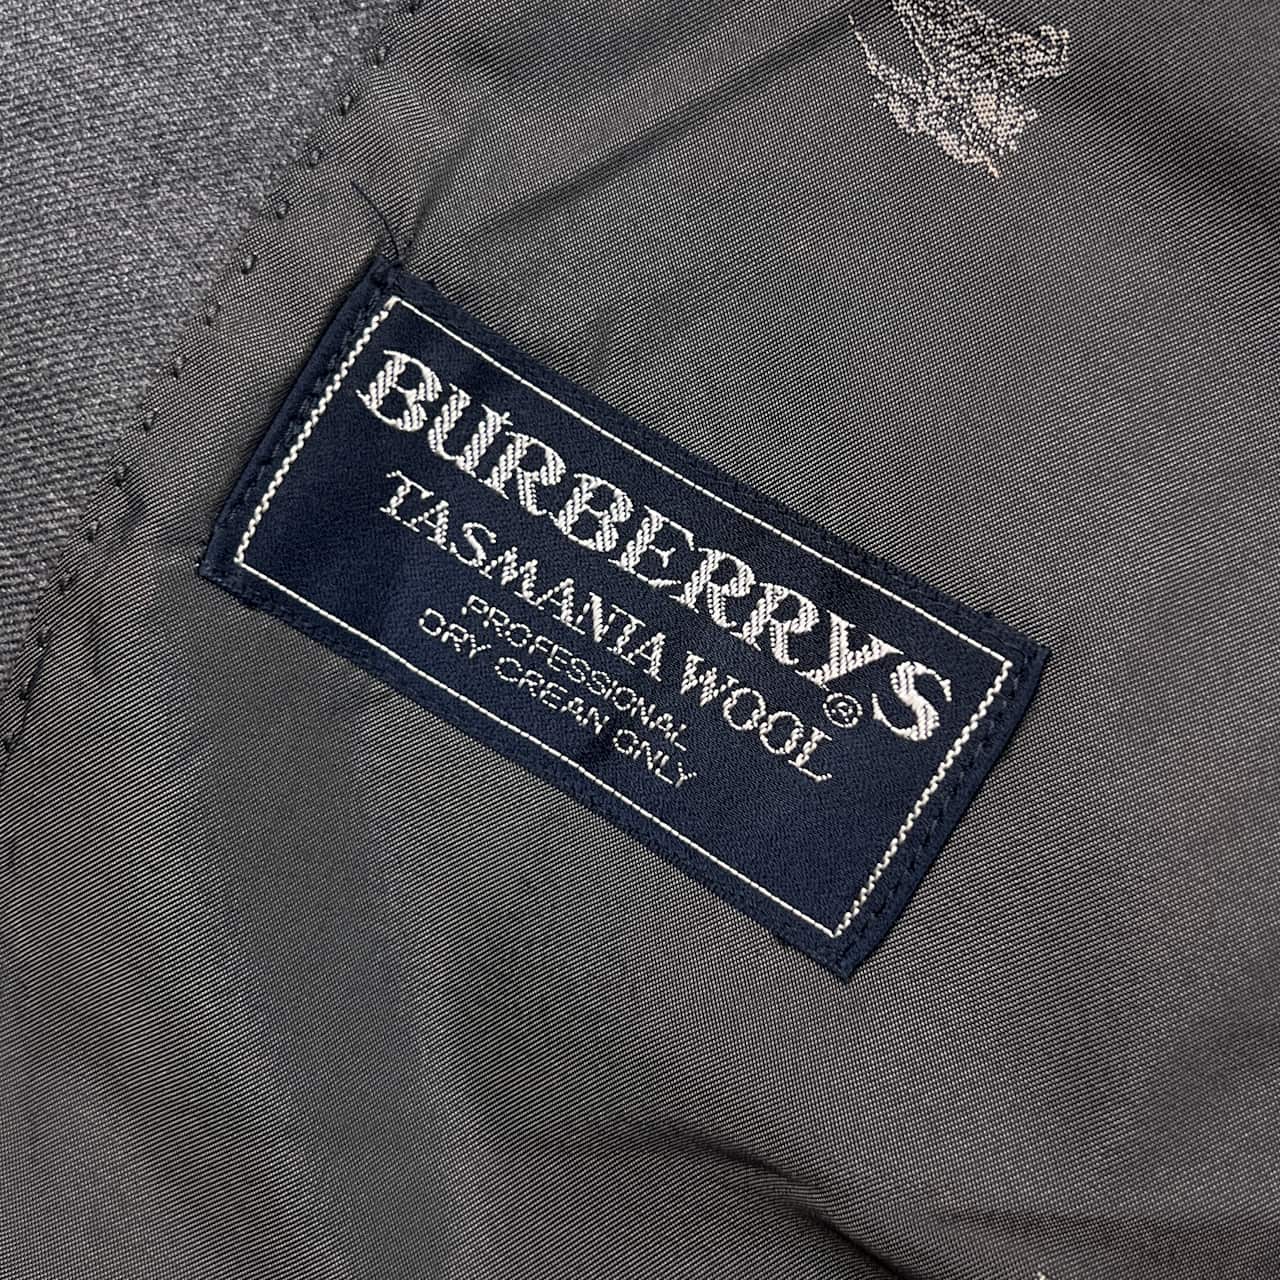 BURBERRYS®
TASMANIA WOOL
PROFESSIONAL
DRY CREAN ONLY